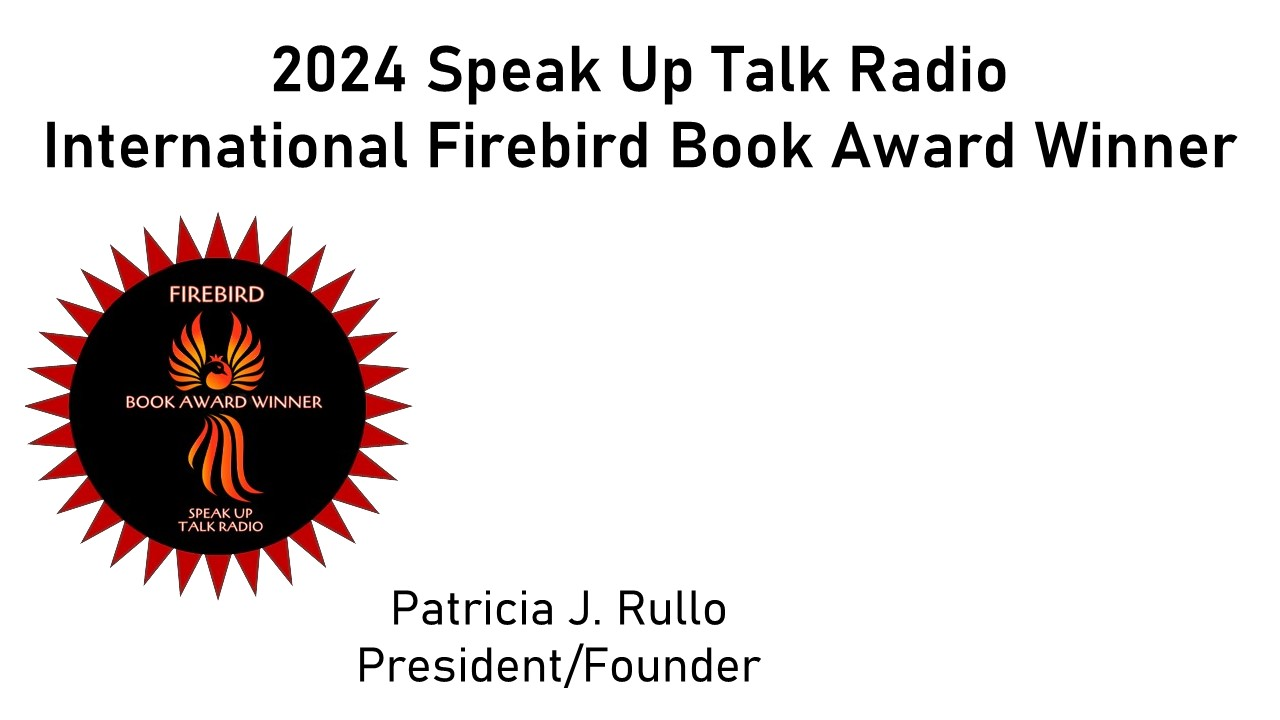 2024 Speak Up Talk Radio
International Firebird Book Award Winner
FIREBIRD
BOOK AWARD WINNER
SPEAK UP
TALK RADIO
Patricia J. Rullo
President/Founder